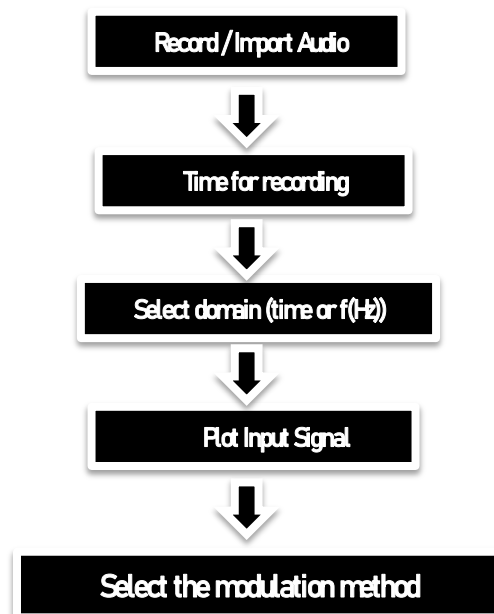 Record / Import Audio
Time for recording
Select domain (time or f(Hz))
Plot Input Signal
Select the modulation method